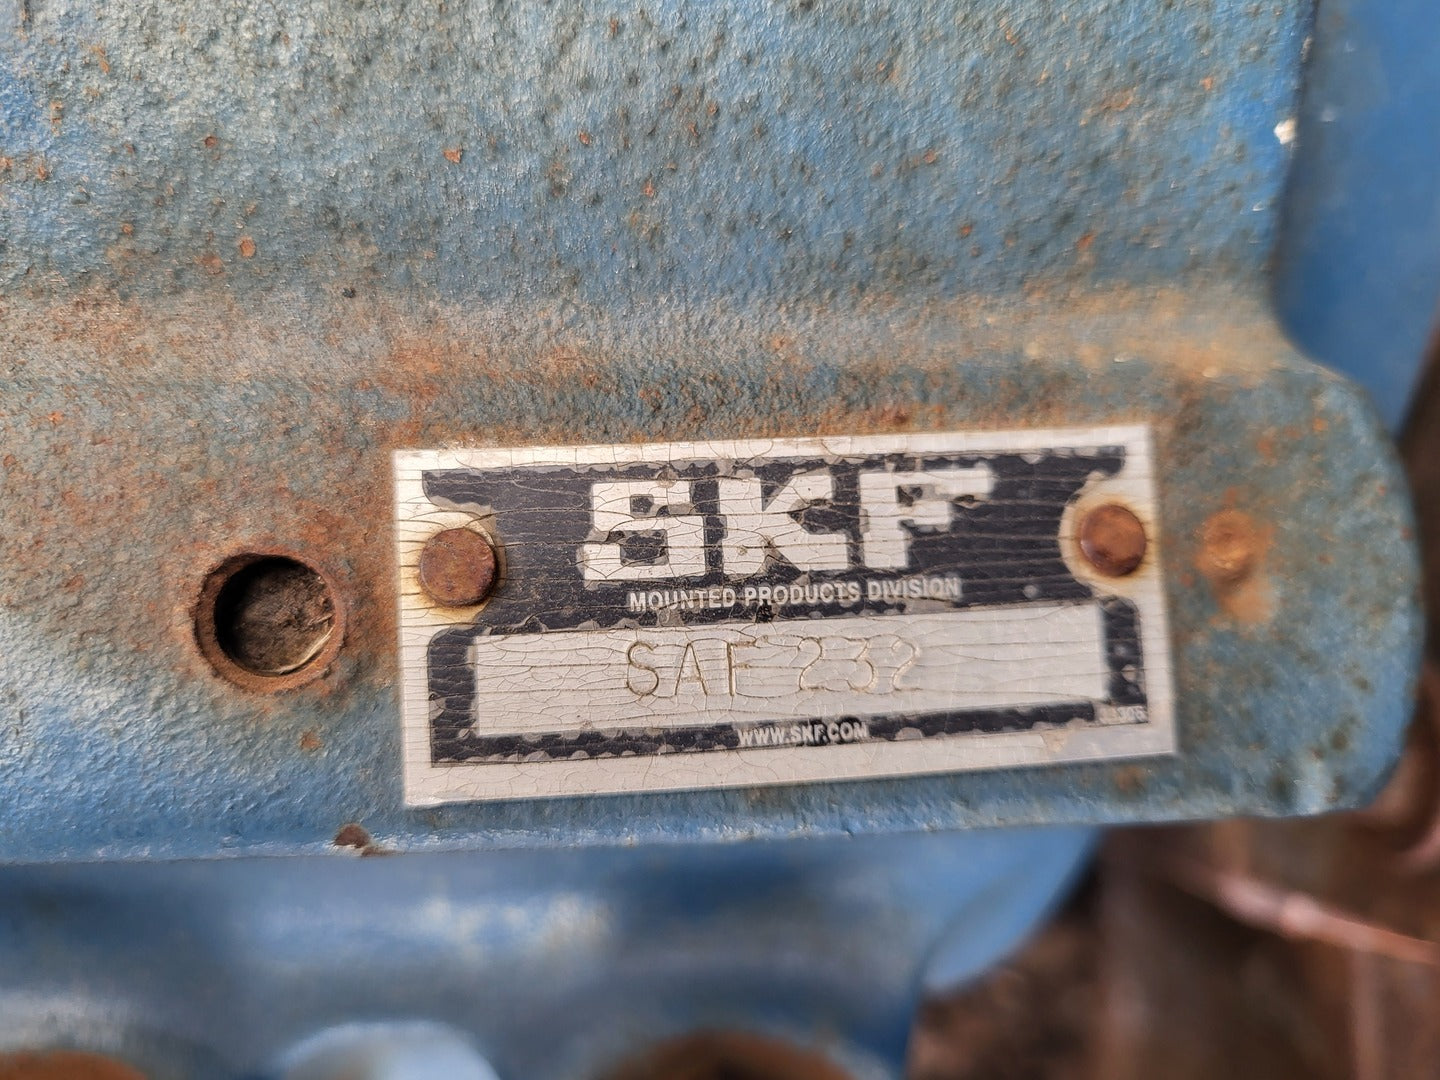 SKF
MOUNTED PRODUCTS DIVISION
SAF 232
WWW.SKF.COM